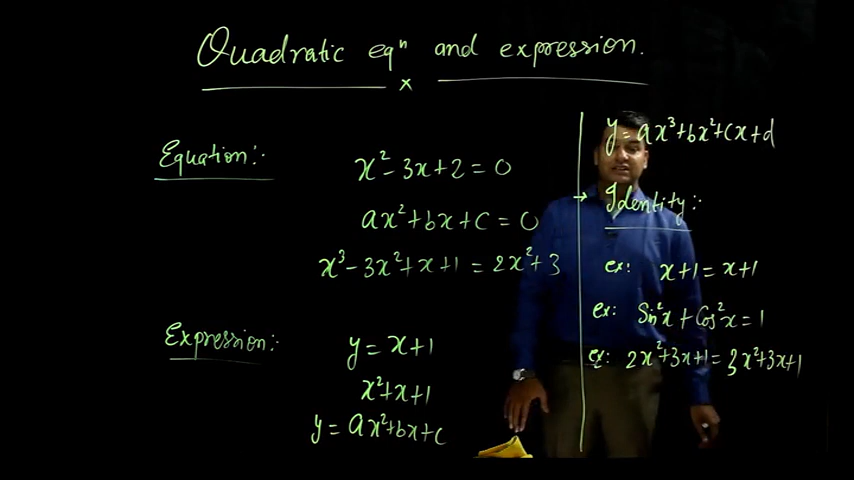 Quadratic eqⁿ and expression.
×
Equation:-
x² - 3x + 2 = 0
ax² + bx + c = 0
x³ - 3x² + x + 1 = 2x² + 3
Expression:
y = x + 1
x² + x + 1
y = ax² + bx + c
y = ax³ + bx² + cx + d
→ Identity:-
ex: x + 1 = x + 1
ex: Sin²x + Cos²x = 1
ex: 2x² + 3x + 1 = 3x² + 3x + 1